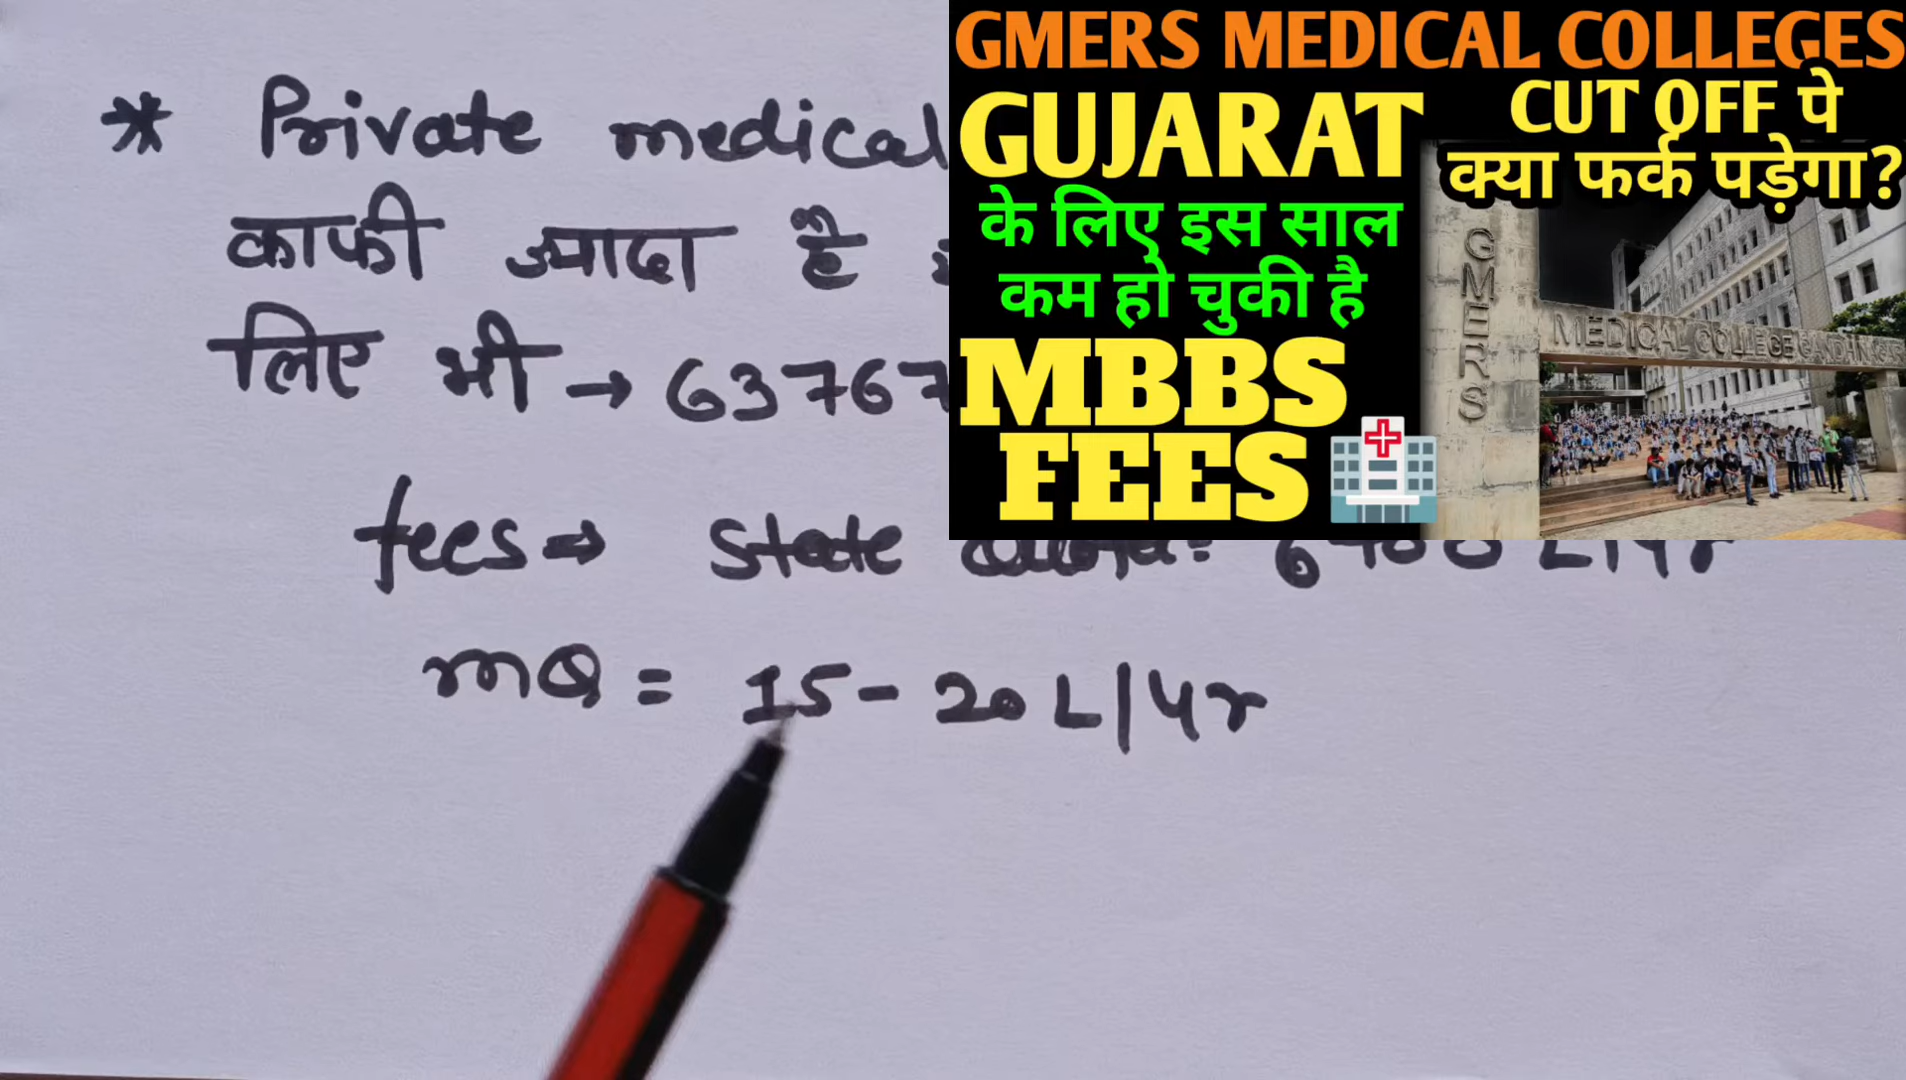 * Private medical
काफी ज्यादा है
लिए भी → 63767
fees ⇒ State
MQ = 15 - 20 L/Yr
GMERS MEDICAL COLLEGES
GUJARAT
के लिए इस साल
कम हो चुकी है
MBBS
FEES
CUT OFF पे
क्या फर्क पड़ेगा?
GMERS
MEDICAL COLLEGE GANDHINAGAR